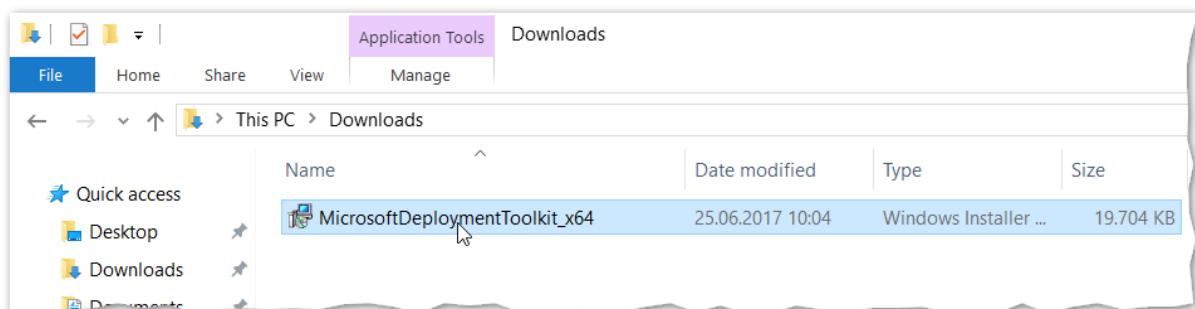 Application Tools Downloads
File Home Share View Manage
This PC > Downloads
Name Date modified Type Size
Quick access
MicrosoftDeploymentToolkit_x64 25.06.2017 10:04 Windows Installer ... 19.704 KB
Desktop
Downloads
Documents